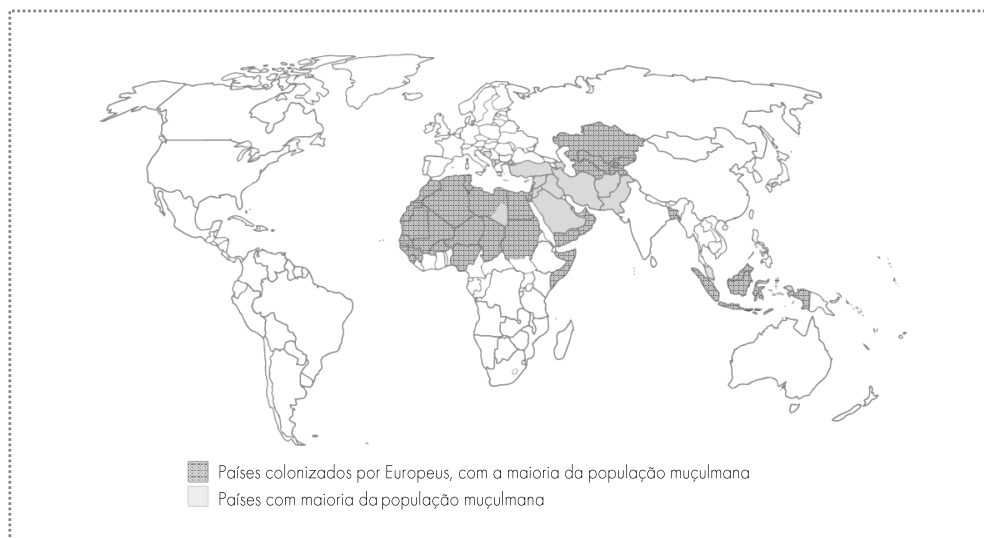 Países colonizados por Europeus, com a maioria da população muçulmana
Países com maioria da população muçulmana